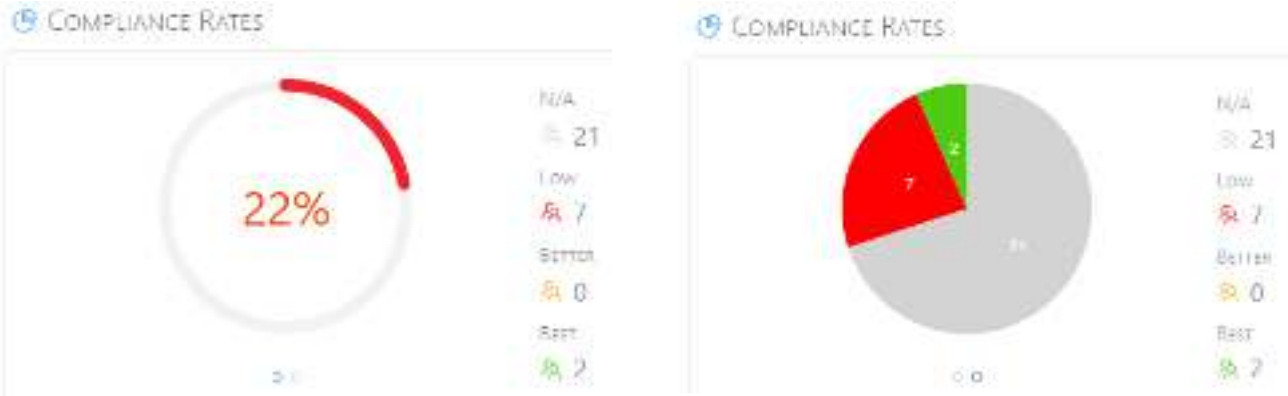 COMPLIANCE RATES
22%
N/A
21
LOW
7
BETTER
0
BEST
2
COMPLIANCE RATES
2
7
N/A
21
LOW
7
BETTER
0
BEST
2